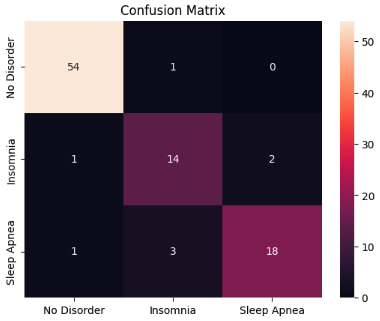 Confusion Matrix
No Disorder 54 1 0
Insomnia 1 14 2
Sleep Apnea 1 3 18
No Disorder Insomnia Sleep Apnea
50
40
30
20
10
0